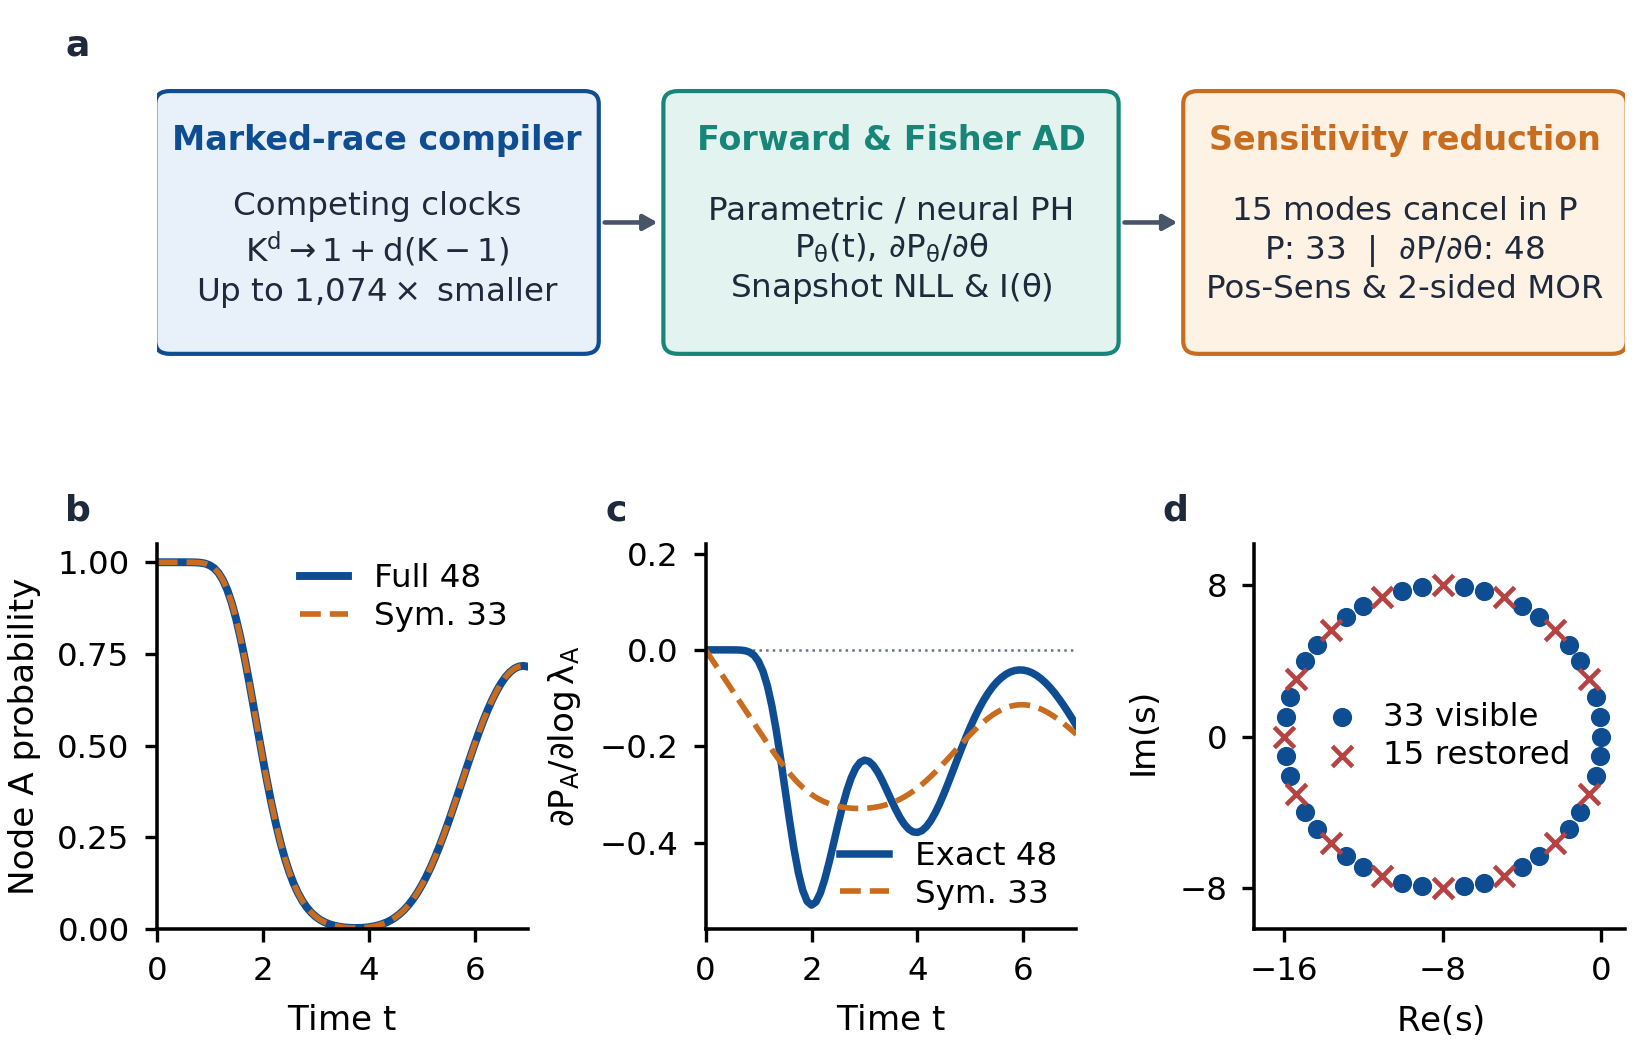 a
Marked-race compiler
Competing clocks
K^d → 1 + d(K − 1)
Up to 1,074 × smaller
Forward & Fisher AD
Parametric / neural PH
P_θ(t), ∂P_θ/∂θ
Snapshot NLL & I(θ)
Sensitivity reduction
15 modes cancel in P
P: 33 | ∂P/∂θ: 48
Pos-Sens & 2-sided MOR
b
Node A probability
1.00
0.75
0.50
0.25
0.00
Full 48
Sym. 33
0 2 4 6
Time t
c
∂P_A/∂log λ_A
0.2
0.0
−0.2
−0.4
Exact 48
Sym. 33
0 2 4 6
Time t
d
Im(s)
8
0
−8
33 visible
15 restored
−16 −8 0
Re(s)